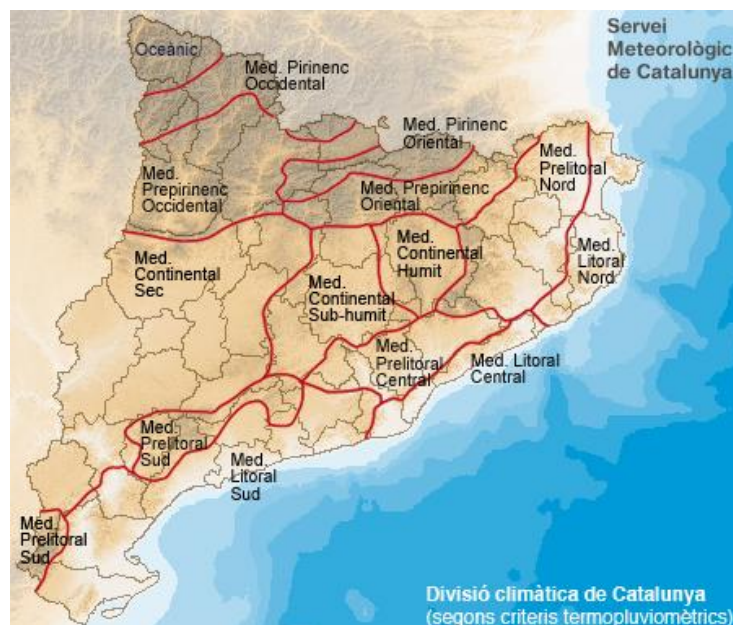 Servei
Meteorològic
de Catalunya
Oceànic
Med. Pirinenc
Occidental
Med. Pirinenc
Oriental
Med.
Prelitoral
Nord
Med.
Prepirinenc
Occidental
Med. Prepirinenc
Oriental
Med.
Continental
Humit
Med.
Litoral
Nord
Med.
Continental
Sec
Med.
Continental
Sub-humit
Med.
Prelitoral
Central
Med. Litoral
Central
Med.
Prelitoral
Sud
Med.
Litoral
Sud
Med.
Prelitoral
Sud
Divisió climàtica de Catalunya
(segons criteris termopluviomètrics)